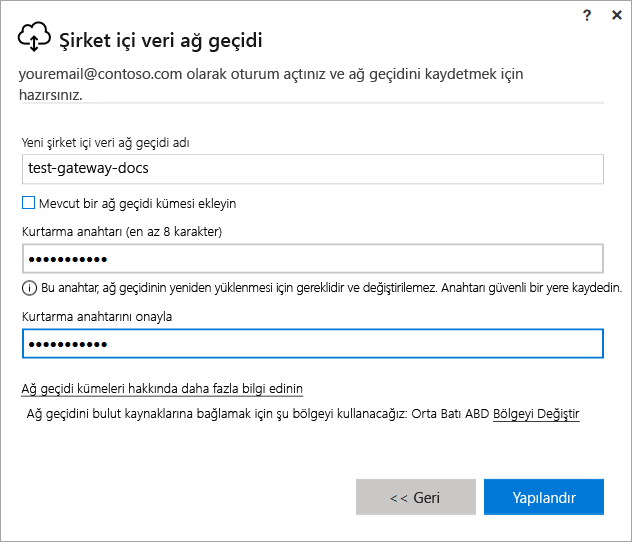 ? ×
Şirket içi veri ağ geçidi
youremail@contoso.com olarak oturum açtınız ve ağ geçidini kaydetmek için
hazırsınız.
Yeni şirket içi veri ağ geçidi adı
test-gateway-docs
Mevcut bir ağ geçidi kümesi ekleyin
Kurtarma anahtarı (en az 8 karakter)
•••••••••••
Bu anahtar, ağ geçidinin yeniden yüklenmesi için gereklidir ve değiştirilemez. Anahtarı güvenli bir yere kaydedin.
Kurtarma anahtarını onayla
•••••••••••
Ağ geçidi kümeleri hakkında daha fazla bilgi edinin
Ağ geçidini bulut kaynaklarına bağlamak için şu bölgeyi kullanacağız: Orta Batı ABD Bölgeyi Değiştir
<< Geri Yapılandır